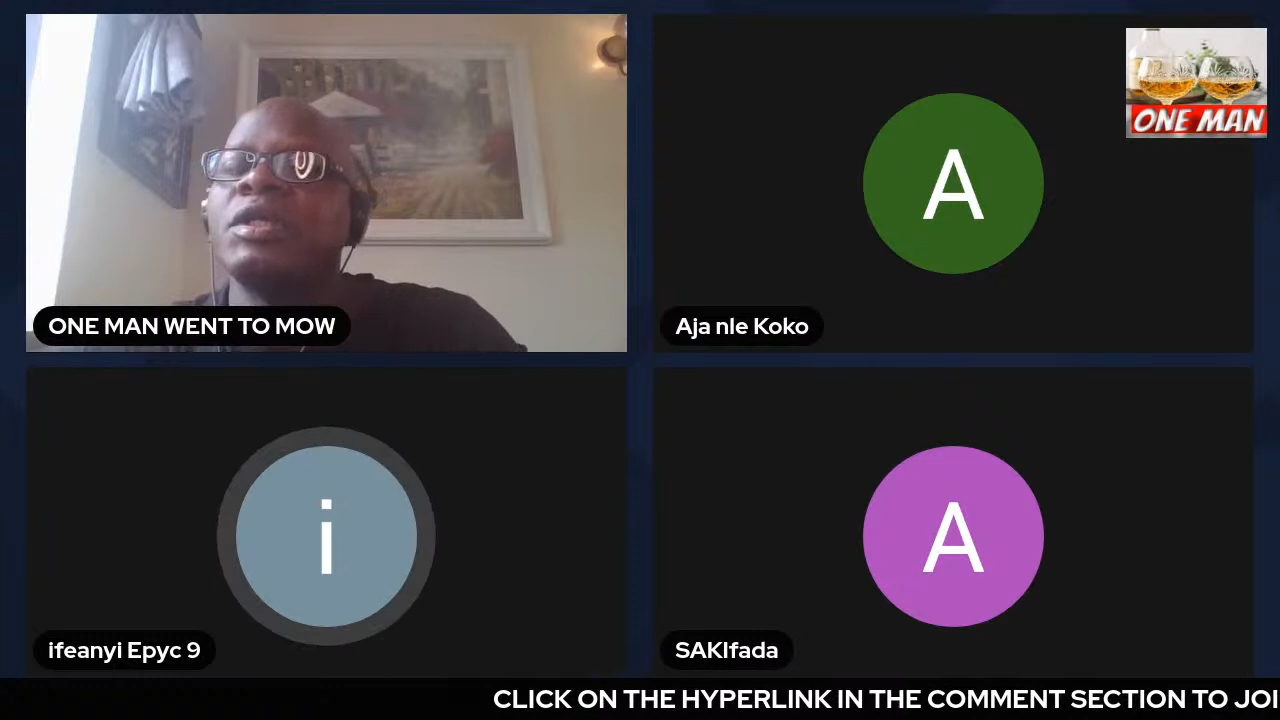 ONE MAN
ONE MAN WENT TO MOW
A
Aja nle Koko
i
ifeanyi Epyc 9
A
SAKIfada
CLICK ON THE HYPERLINK IN THE COMMENT SECTION TO JOI